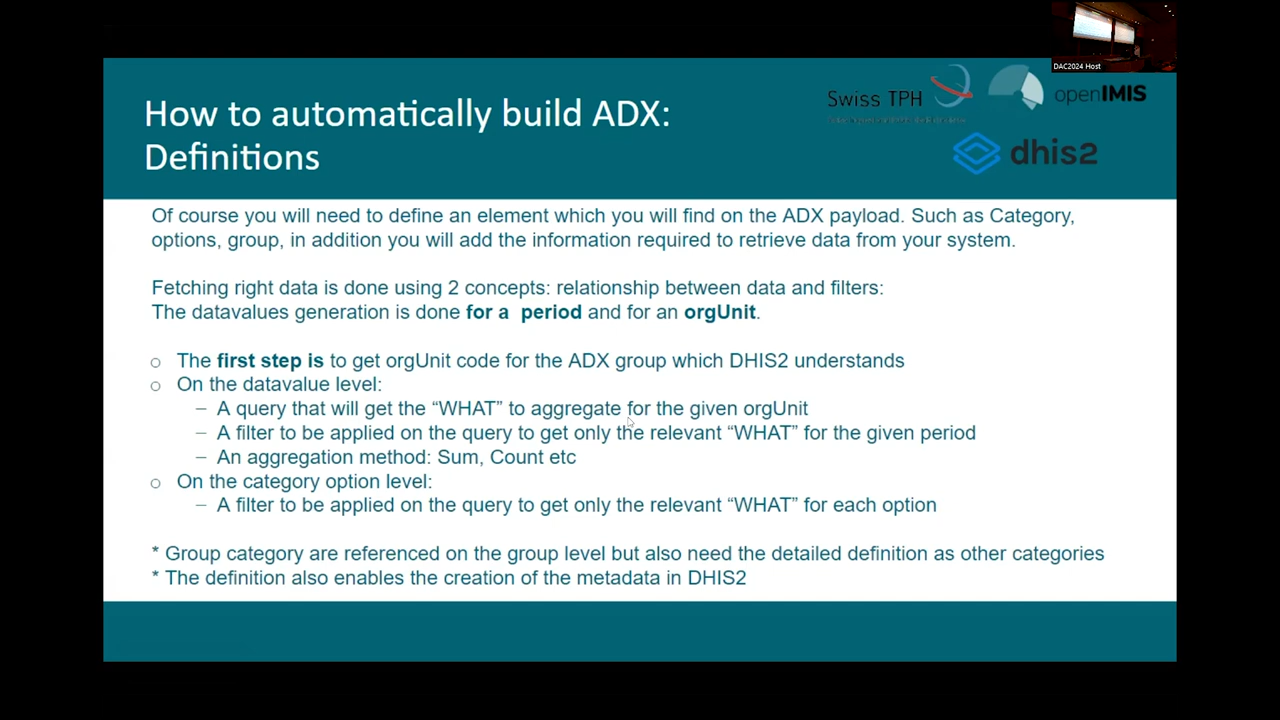 DAC2024 Host
How to automatically build ADX:
Definitions
Swiss TPH
openIMIS
dhis2
Of course you will need to define an element which you will find on the ADX payload. Such as Category,
options, group, in addition you will add the information required to retrieve data from your system.
Fetching right data is done using 2 concepts: relationship between data and filters:
The datavalues generation is done for a  period and for an orgUnit.
○ The first step is to get orgUnit code for the ADX group which DHIS2 understands
○ On the datavalue level:
– A query that will get the “WHAT” to aggregate for the given orgUnit
– A filter to be applied on the query to get only the relevant “WHAT” for the given period
– An aggregation method: Sum, Count etc
○ On the category option level:
– A filter to be applied on the query to get only the relevant “WHAT” for each option
* Group category are referenced on the group level but also need the detailed definition as other categories
* The definition also enables the creation of the metadata in DHIS2